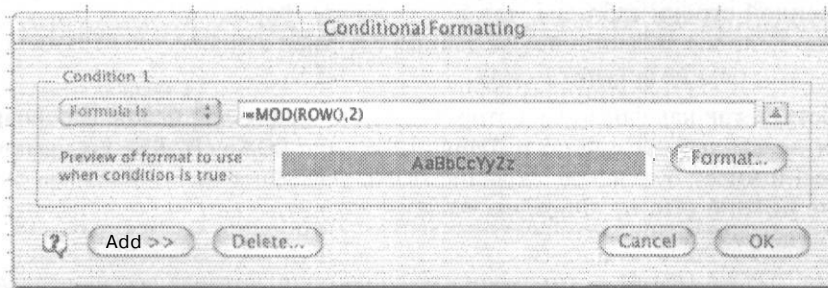 Conditional Formatting
Condition 1
Formula Is =MOD(ROW(),2)
Preview of format to use
when condition is true:
AaBbCcYyZz Format...
? Add >> Delete... Cancel OK